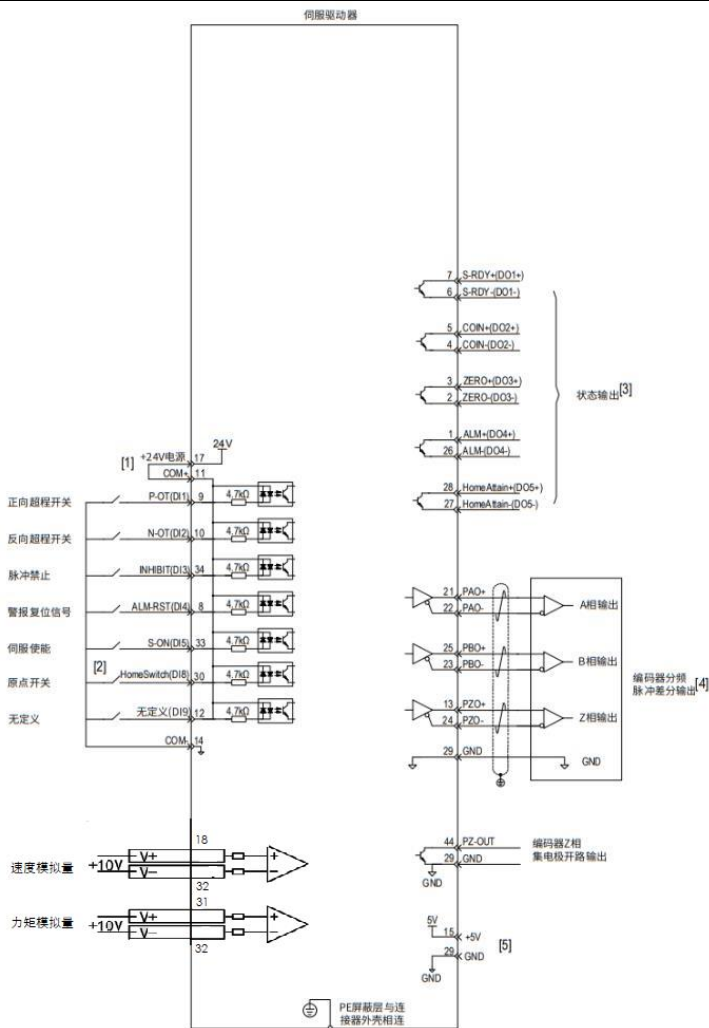 伺服驱动器
7 S-RDY+(DO1+)
6 S-RDY-(DO1-)
5 COIN+(DO2+)
4 COIN-(DO2-)
3 ZERO+(DO3+)
2 ZERO-(DO3-)
状态输出[3]
1 ALM+(DO4+)
26 ALM-(DO4-)
28 HomeAttain+(DO5+)
27 HomeAttain-(DO5-)
24V
[1] +24V电源 17
COM+ 11
正向超程开关 P-OT(DI1) 9 4.7kΩ
反向超程开关 N-OT(DI2) 10 4.7kΩ
脉冲禁止 INHIBIT(DI3) 34 4.7kΩ
警报复位信号 ALM-RST(DI4) 8 4.7kΩ
伺服使能 S-ON(DI5) 33 4.7kΩ
[2]
原点开关 HomeSwitch(DI8) 30 4.7kΩ
无定义 无定义(DI9) 12 4.7kΩ
COM- 14
21 PAO+
22 PAO-
A相输出
25 PBO+
23 PBO-
B相输出
编码器分频
脉冲差分输出[4]
13 PZO+
24 PZO-
Z相输出
29 GND
GND
18
速度模拟量 +10V V+ +
V- -
32
31
力矩模拟量 +10V V+ +
V- -
32
44 PZ-OUT
29 GND
GND
编码器Z相
集电极开路输出
5V
15 +5V
[5]
29 GND
GND
PE屏蔽层与连
接器外壳相连